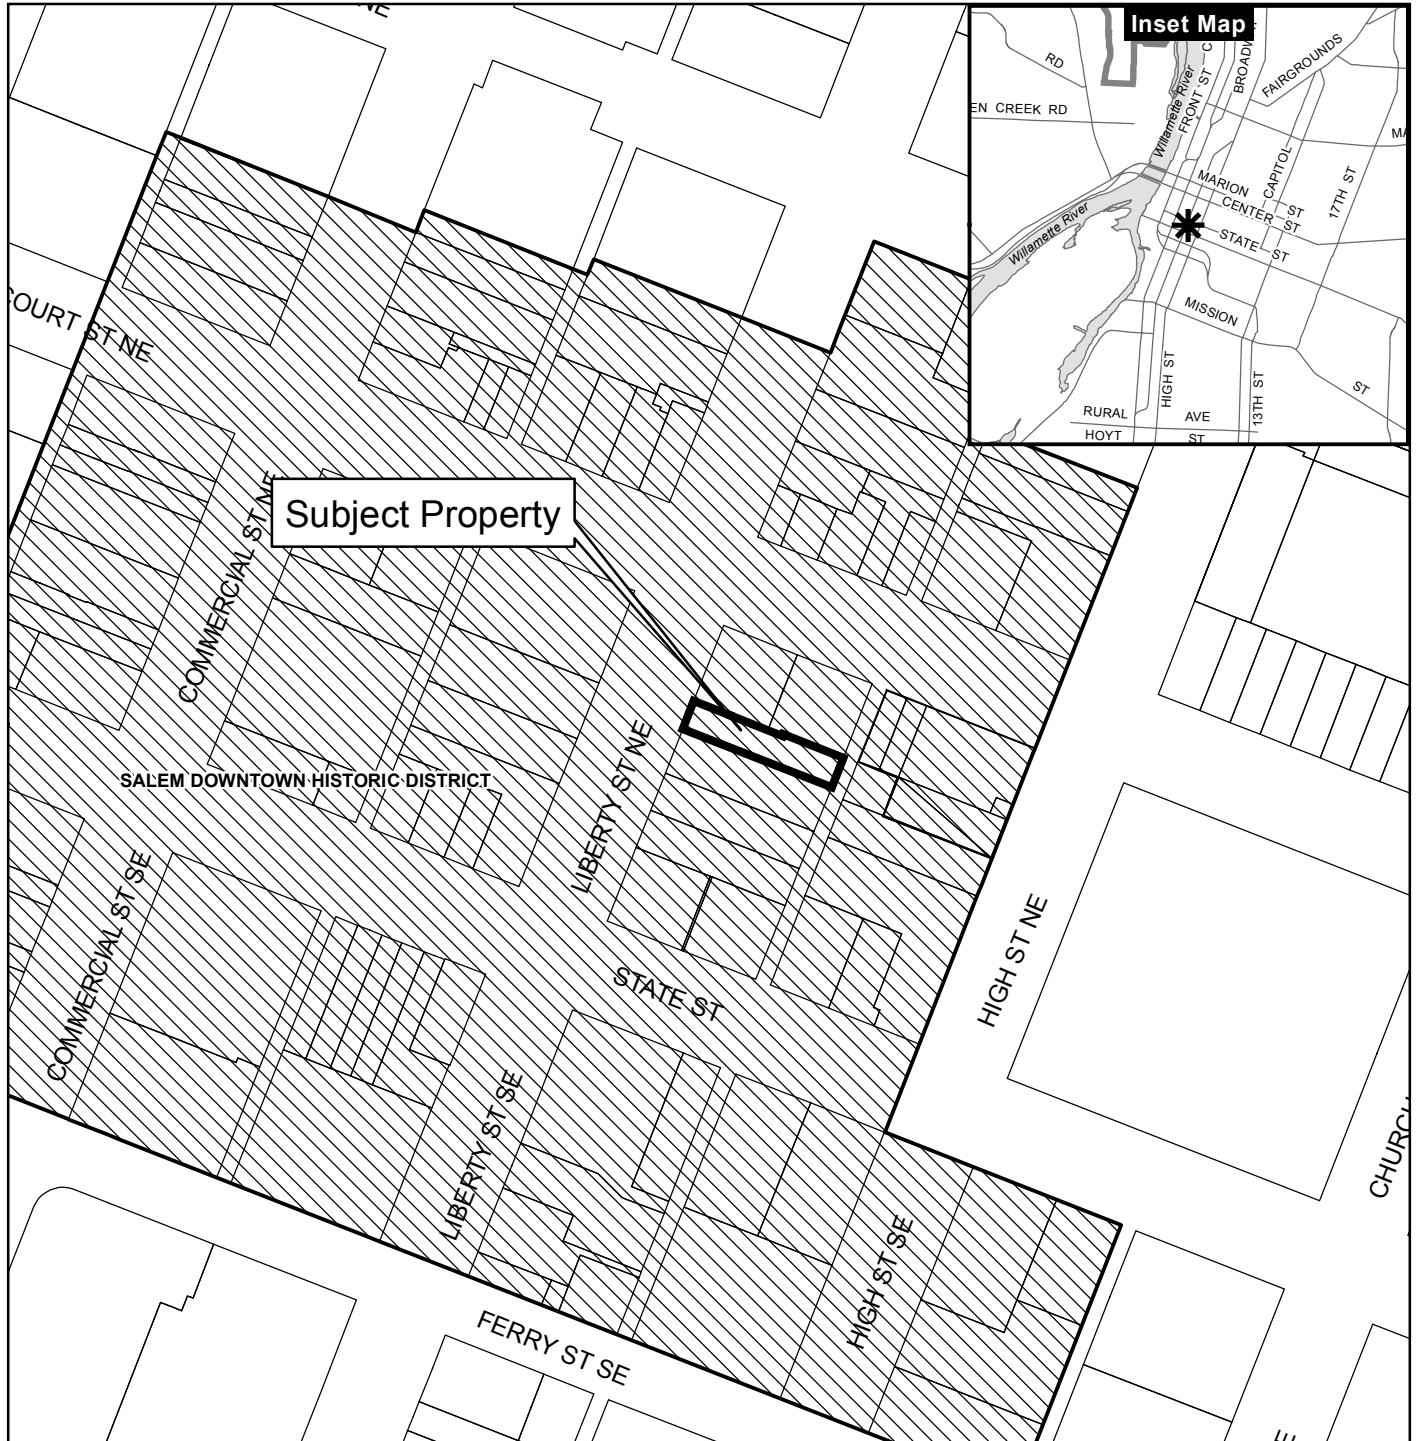 NE
Inset Map
RD
FRONT ST
FAIRGROUNDS
EN CREEK RD
Willamette River
CAPITOL
ST
17TH ST
MARION
CENTER ST
Willamette River
STATE ST
MISSION
ST
HIGH ST
13TH ST
RURAL AVE
HOYT ST
COURT ST NE
Subject Property
COMMERCIAL ST NE
LIBERTY ST NE
SALEM DOWNTOWN HISTORIC DISTRICT
COMMERCIAL ST SE
HIGH ST NE
STATE ST
LIBERTY ST SE
CHURCH
HIGH ST SE
FERRY ST SE